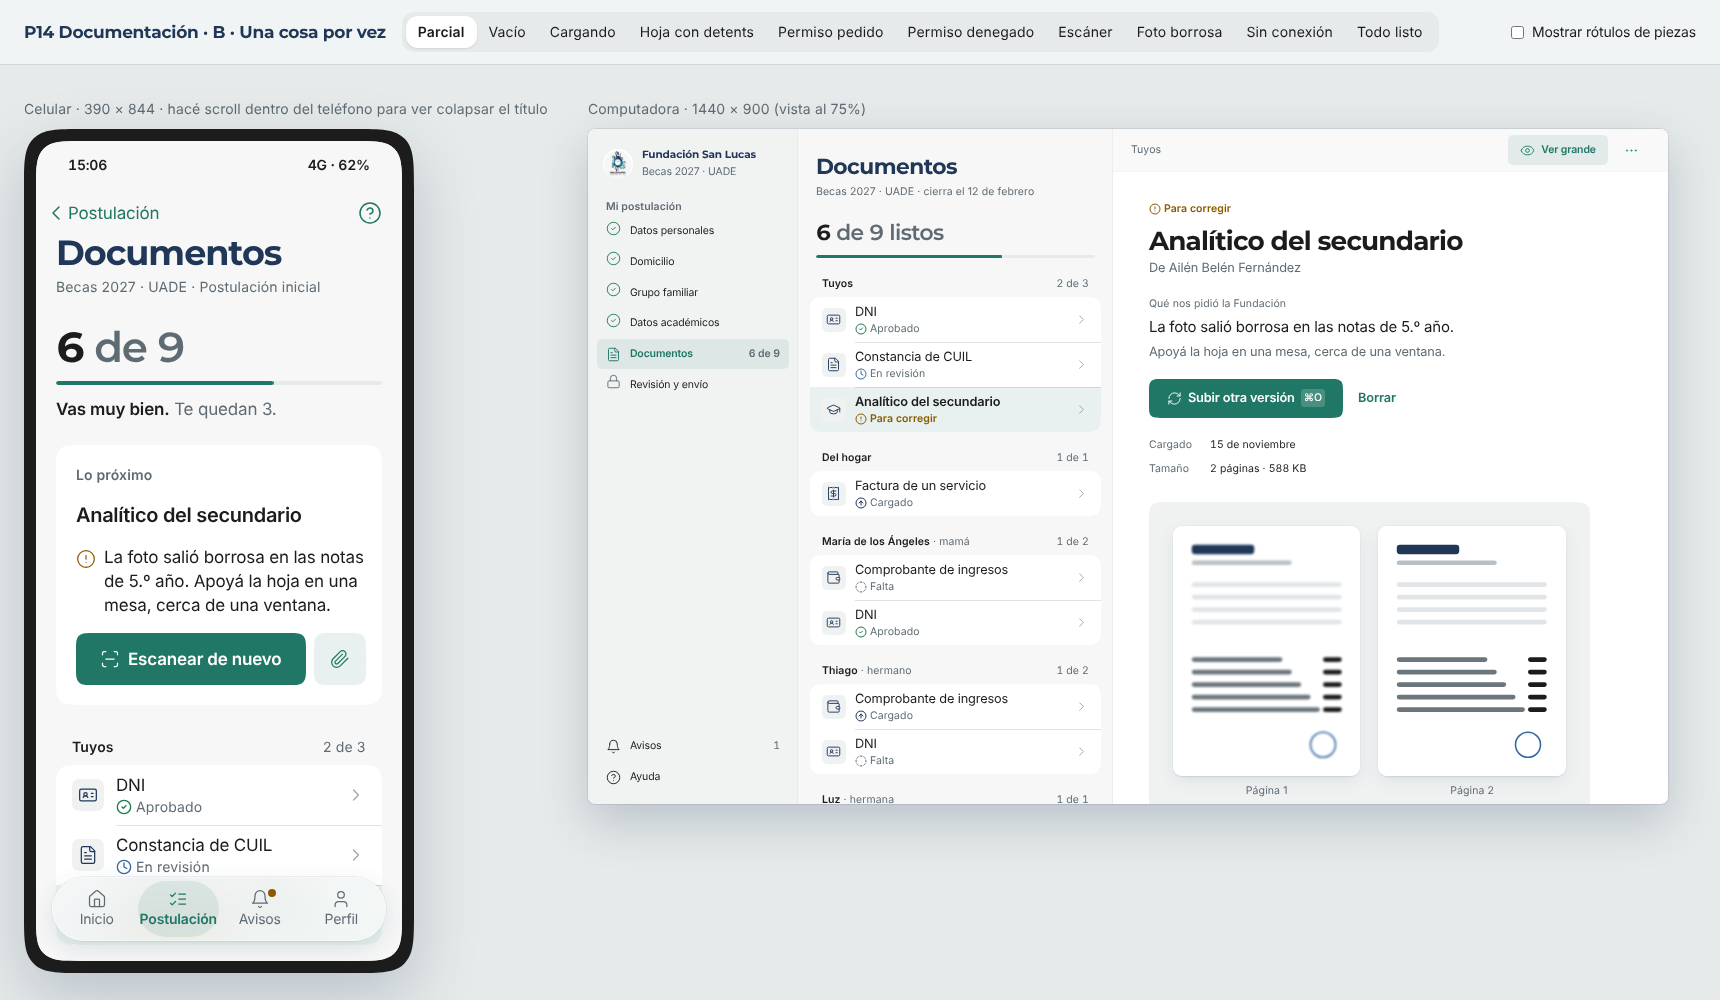 P14 Documentación · B · Una cosa por vez
Parcial
Vacío
Cargando
Hoja con detents
Permiso pedido
Permiso denegado
Escáner
Foto borrosa
Sin conexión
Todo listo
Mostrar rótulos de piezas
Celular · 390 × 844 · hacé scroll dentro del teléfono para ver colapsar el título
15:06
4G · 62%
Postulación
Documentos
Becas 2027 · UADE · Postulación inicial
6 de 9
Vas muy bien. Te quedan 3.
Lo próximo
Analítico del secundario
La foto salió borrosa en las notas
de 5.º año. Apoyá la hoja en una
mesa, cerca de una ventana.
Escanear de nuevo
Tuyos
2 de 3
DNI
Aprobado
Constancia de CUIL
En revisión
Inicio
Postulación
Avisos
Perfil
Computadora · 1440 × 900 (vista al 75%)
Fundación San Lucas
Becas 2027 · UADE
Mi postulación
Datos personales
Domicilio
Grupo familiar
Datos académicos
Documentos
6 de 9
Revisión y envío
Avisos
1
Ayuda
Documentos
Becas 2027 · UADE · cierra el 12 de febrero
6 de 9 listos
Tuyos
2 de 3
DNI
Aprobado
Constancia de CUIL
En revisión
Analítico del secundario
Para corregir
Del hogar
1 de 1
Factura de un servicio
Cargado
María de los Ángeles · mamá
1 de 2
Comprobante de ingresos
Falta
DNI
Aprobado
Thiago · hermano
1 de 2
Comprobante de ingresos
Cargado
DNI
Falta
Luz · hermana
1 de 1
Tuyos
Ver grande
Para corregir
Analítico del secundario
De Ailén Belén Fernández
Qué nos pidió la Fundación
La foto salió borrosa en las notas de 5.º año.
Apoyá la hoja en una mesa, cerca de una ventana.
Subir otra versión ⌘O
Borrar
Cargado
15 de noviembre
Tamaño
2 páginas · 588 KB
Página 1
Página 2